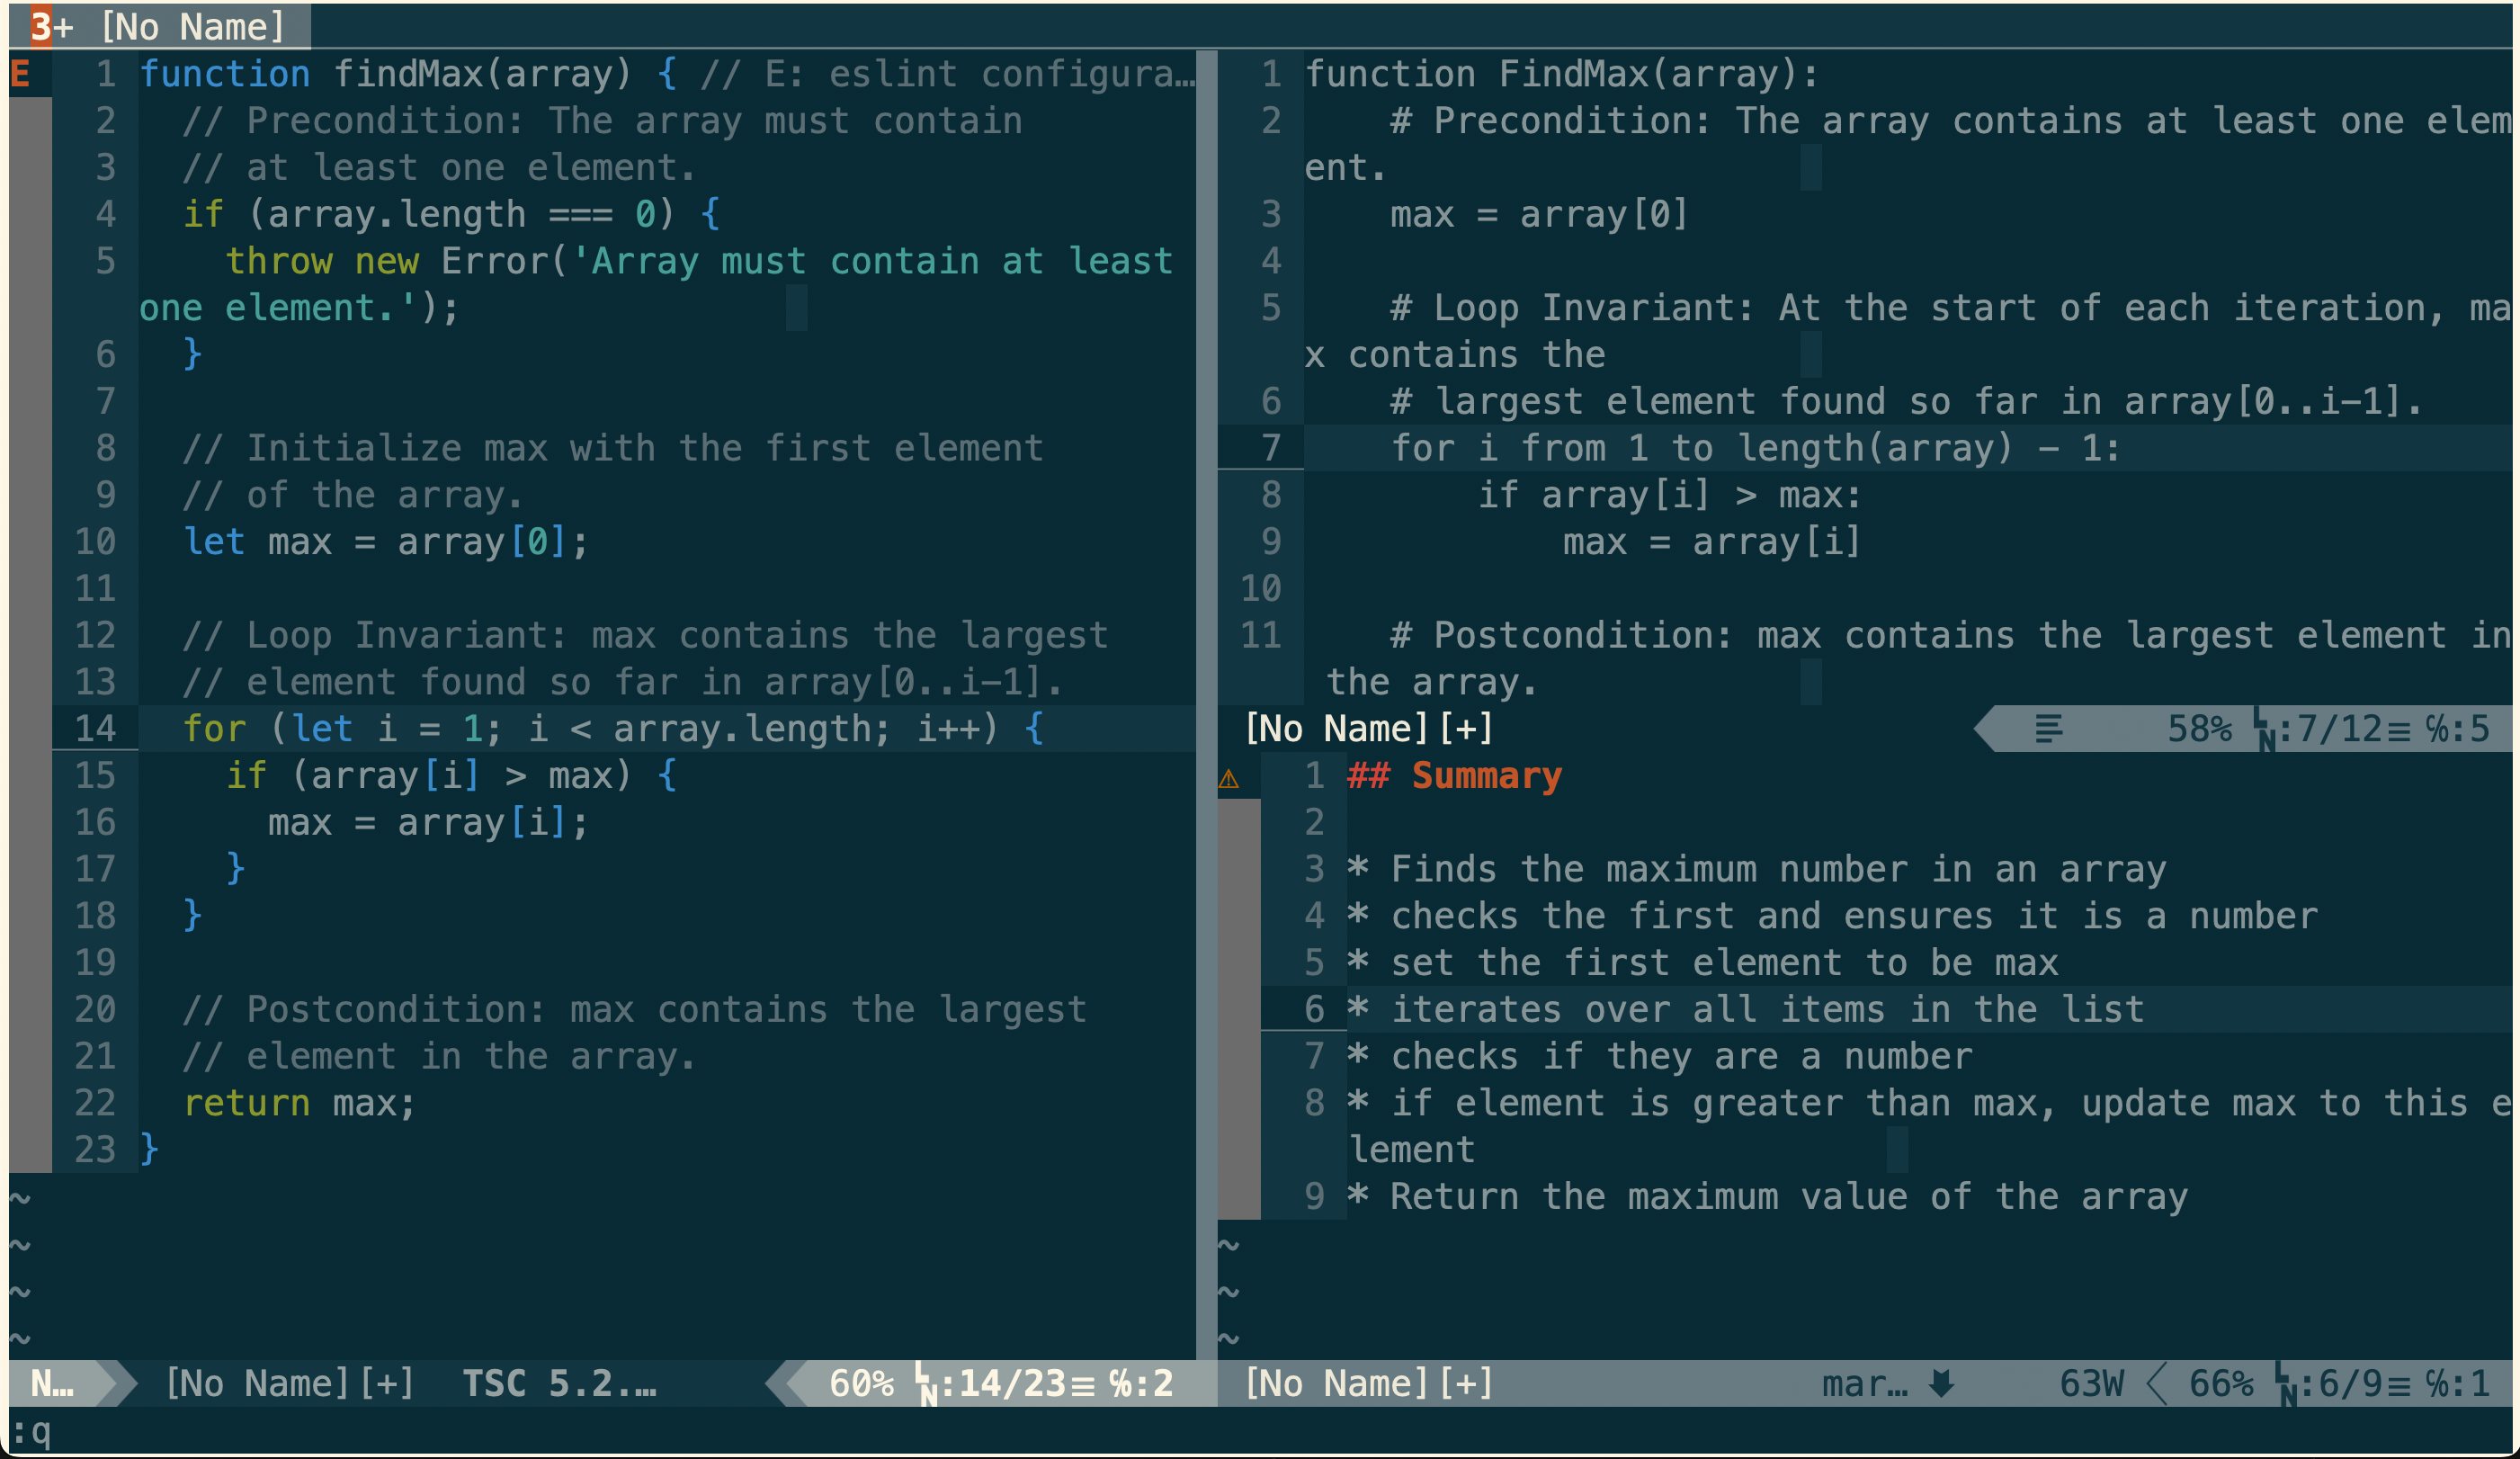 3+ [No Name]
E 1 function findMax(array) { // E: eslint configura…
2 // Precondition: The array must contain
3 // at least one element.
4 if (array.length === 0) {
5 throw new Error('Array must contain at least
one element.');
6 }
7
8 // Initialize max with the first element
9 // of the array.
10 let max = array[0];
11
12 // Loop Invariant: max contains the largest
13 // element found so far in array[0..i-1].
14 for (let i = 1; i < array.length; i++) {
15 if (array[i] > max) {
16 max = array[i];
17 }
18 }
19
20 // Postcondition: max contains the largest
21 // element in the array.
22 return max;
23 }
~
~
~
~
N… [No Name][+] TSC 5.2.… 60% LN:14/23≡ ℅:2
1 function FindMax(array):
2 # Precondition: The array contains at least one elem
ent.
3 max = array[0]
4
5 # Loop Invariant: At the start of each iteration, ma
x contains the
6 # largest element found so far in array[0..i-1].
7 for i from 1 to length(array) - 1:
8 if array[i] > max:
9 max = array[i]
10
11 # Postcondition: max contains the largest element in
the array.
[No Name][+] 58% LN:7/12≡ ℅:5
⚠ 1 ## Summary
2
3 * Finds the maximum number in an array
4 * checks the first and ensures it is a number
5 * set the first element to be max
6 * iterates over all items in the list
7 * checks if they are a number
8 * if element is greater than max, update max to this e
lement
9 * Return the maximum value of the array
~
~
~
[No Name][+] mar… 63W 66% LN:6/9≡ ℅:1
:q